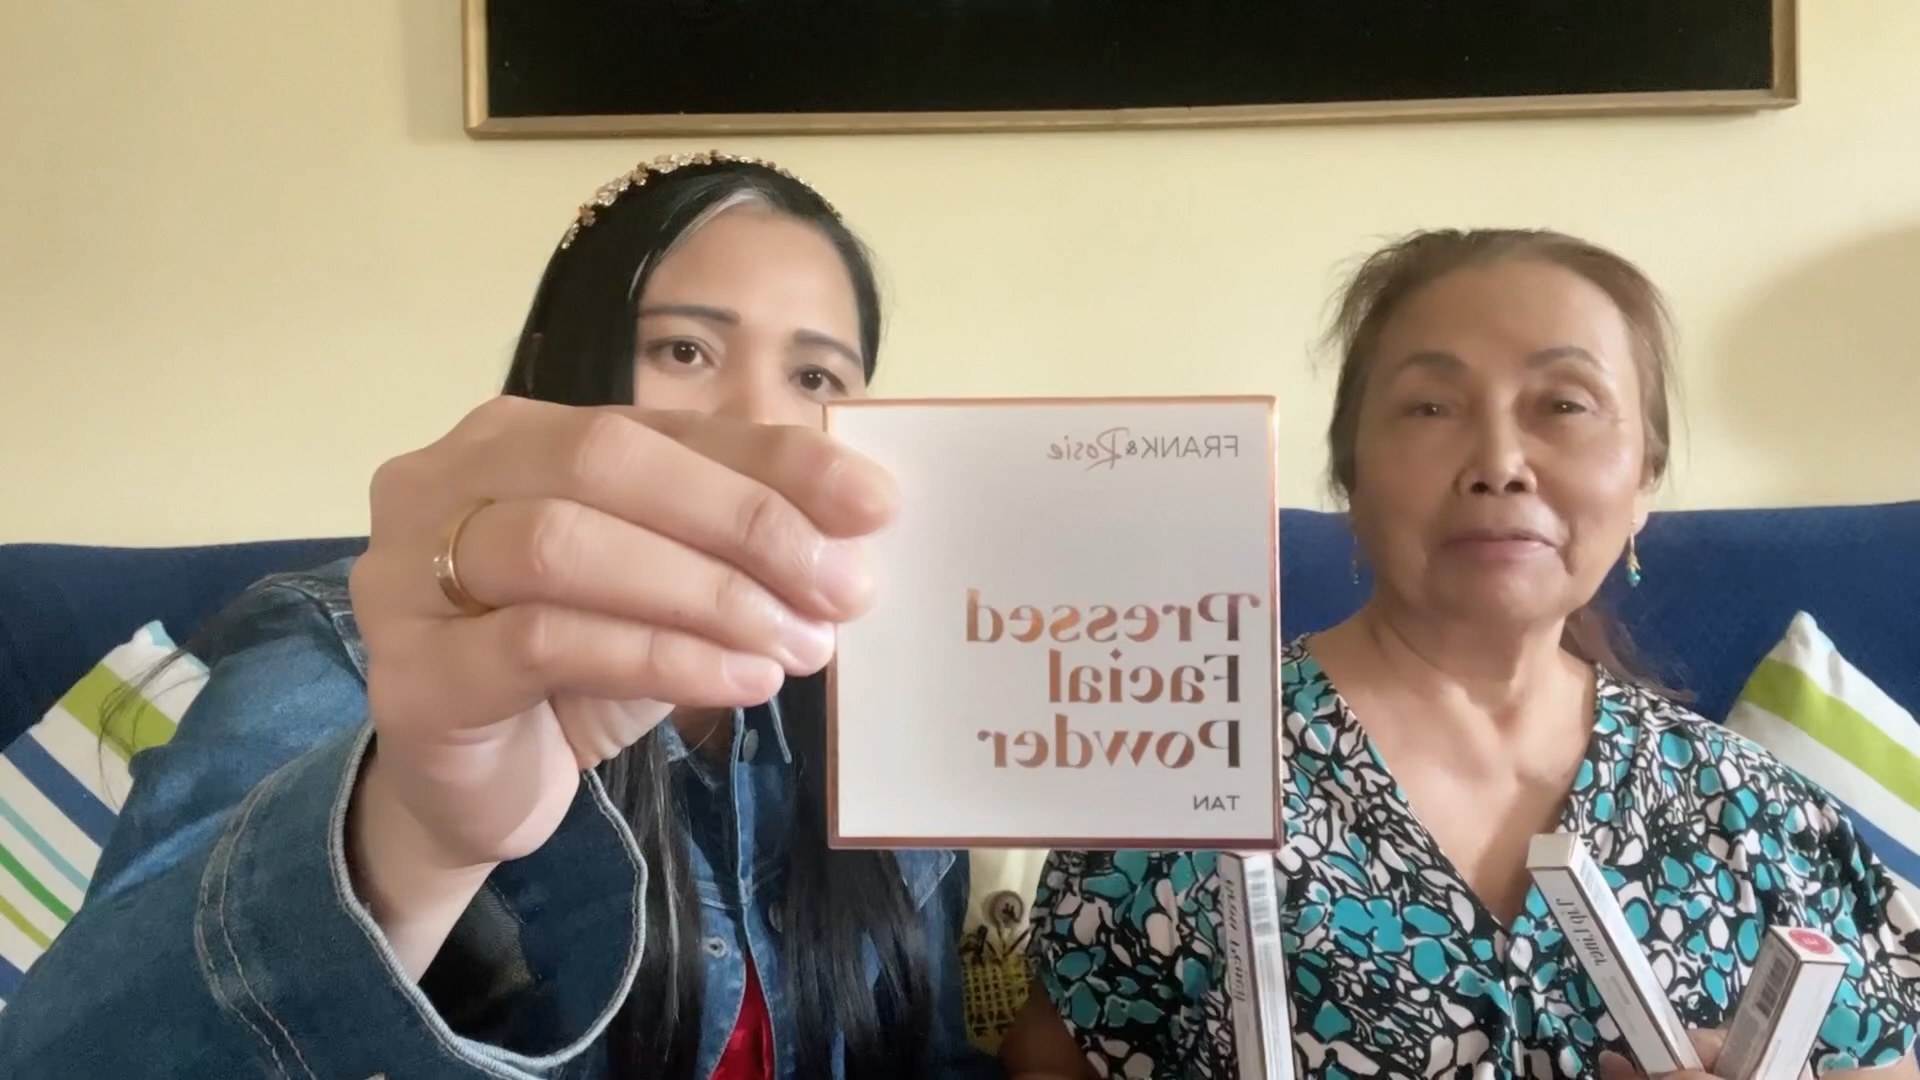 FRANK & Rosie
Pressed
Facial
Powder
TAN